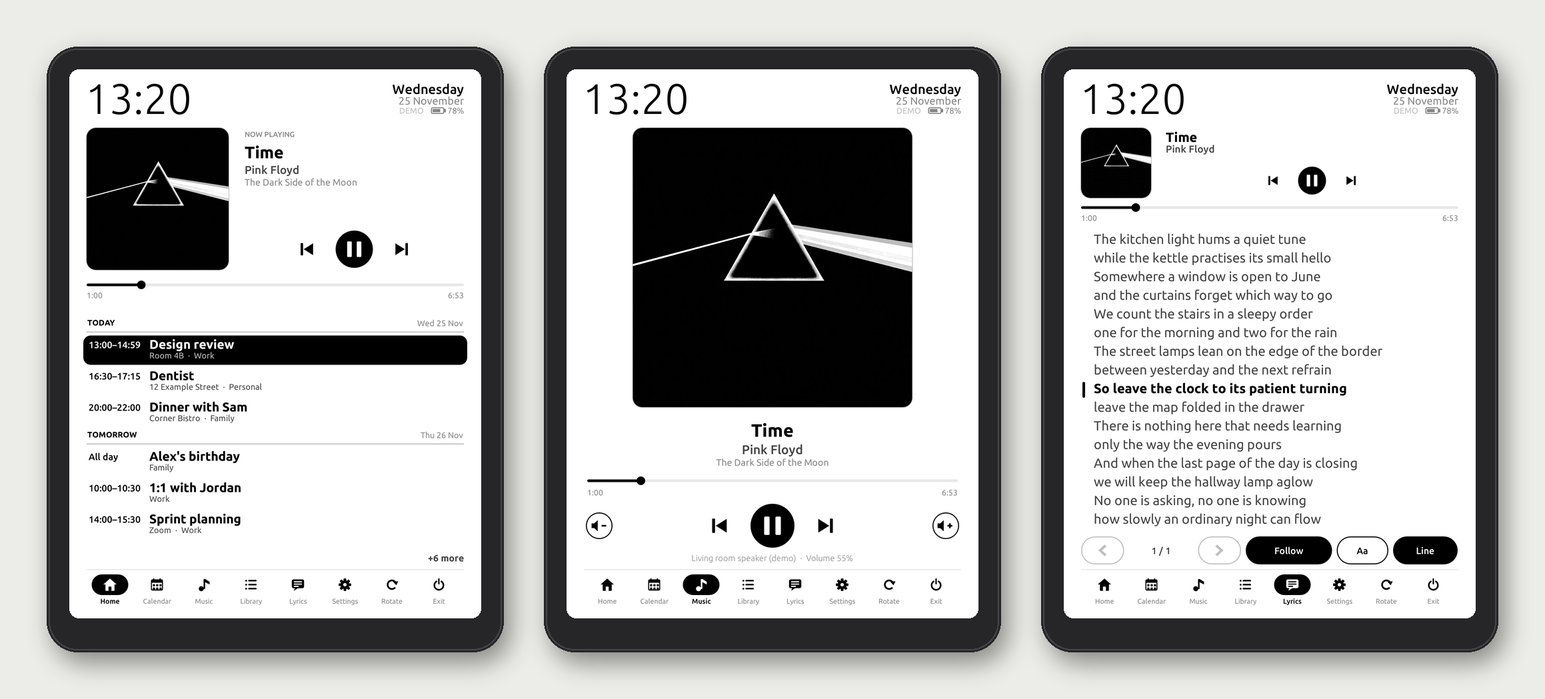 13:20
Wednesday
25 November
DEMO 78%
NOW PLAYING
Time
Pink Floyd
The Dark Side of the Moon
1:00 6:53
TODAY Wed 25 Nov
13:00–14:59 Design review
Room 4B · Work
16:30–17:15 Dentist
12 Example Street · Personal
20:00–22:00 Dinner with Sam
Corner Bistro · Family
TOMORROW Thu 26 Nov
All day Alex's birthday
Family
10:00–10:30 1:1 with Jordan
Work
14:00–15:30 Sprint planning
Zoom · Work
+6 more
Home Calendar Music Library Lyrics Settings Rotate Exit
13:20
Wednesday
25 November
DEMO 78%
Time
Pink Floyd
The Dark Side of the Moon
1:00 6:53
Living room speaker (demo) · Volume 55%
Home Calendar Music Library Lyrics Settings Rotate Exit
13:20
Wednesday
25 November
DEMO 78%
Time
Pink Floyd
1:00 6:53
The kitchen light hums a quiet tune
while the kettle practises its small hello
Somewhere a window is open to June
and the curtains forget which way to go
We count the stairs in a sleepy order
one for the morning and two for the rain
The street lamps lean on the edge of the border
between yesterday and the next refrain
So leave the clock to its patient turning
leave the map folded in the drawer
There is nothing here that needs learning
only the way the evening pours
And when the last page of the day is closing
we will keep the hallway lamp aglow
No one is asking, no one is knowing
how slowly an ordinary night can flow
1 / 1 Follow Aa Line
Home Calendar Music Library Lyrics Settings Rotate Exit